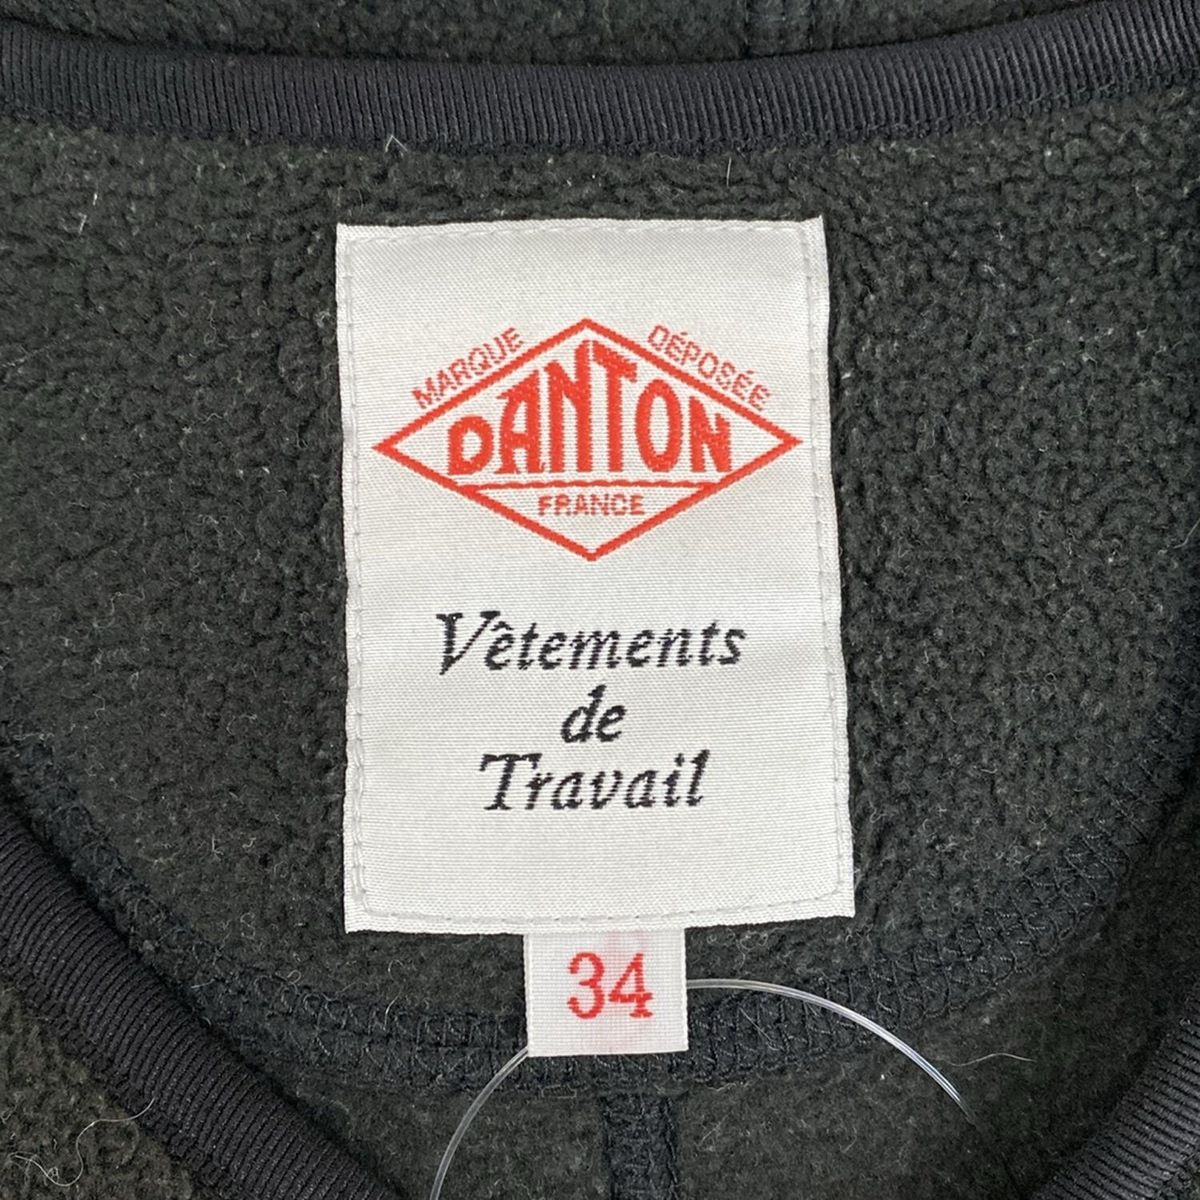 MARQUE DÉPOSÉE
DANTON
FRANCE
Vêtements
de
Travail
34